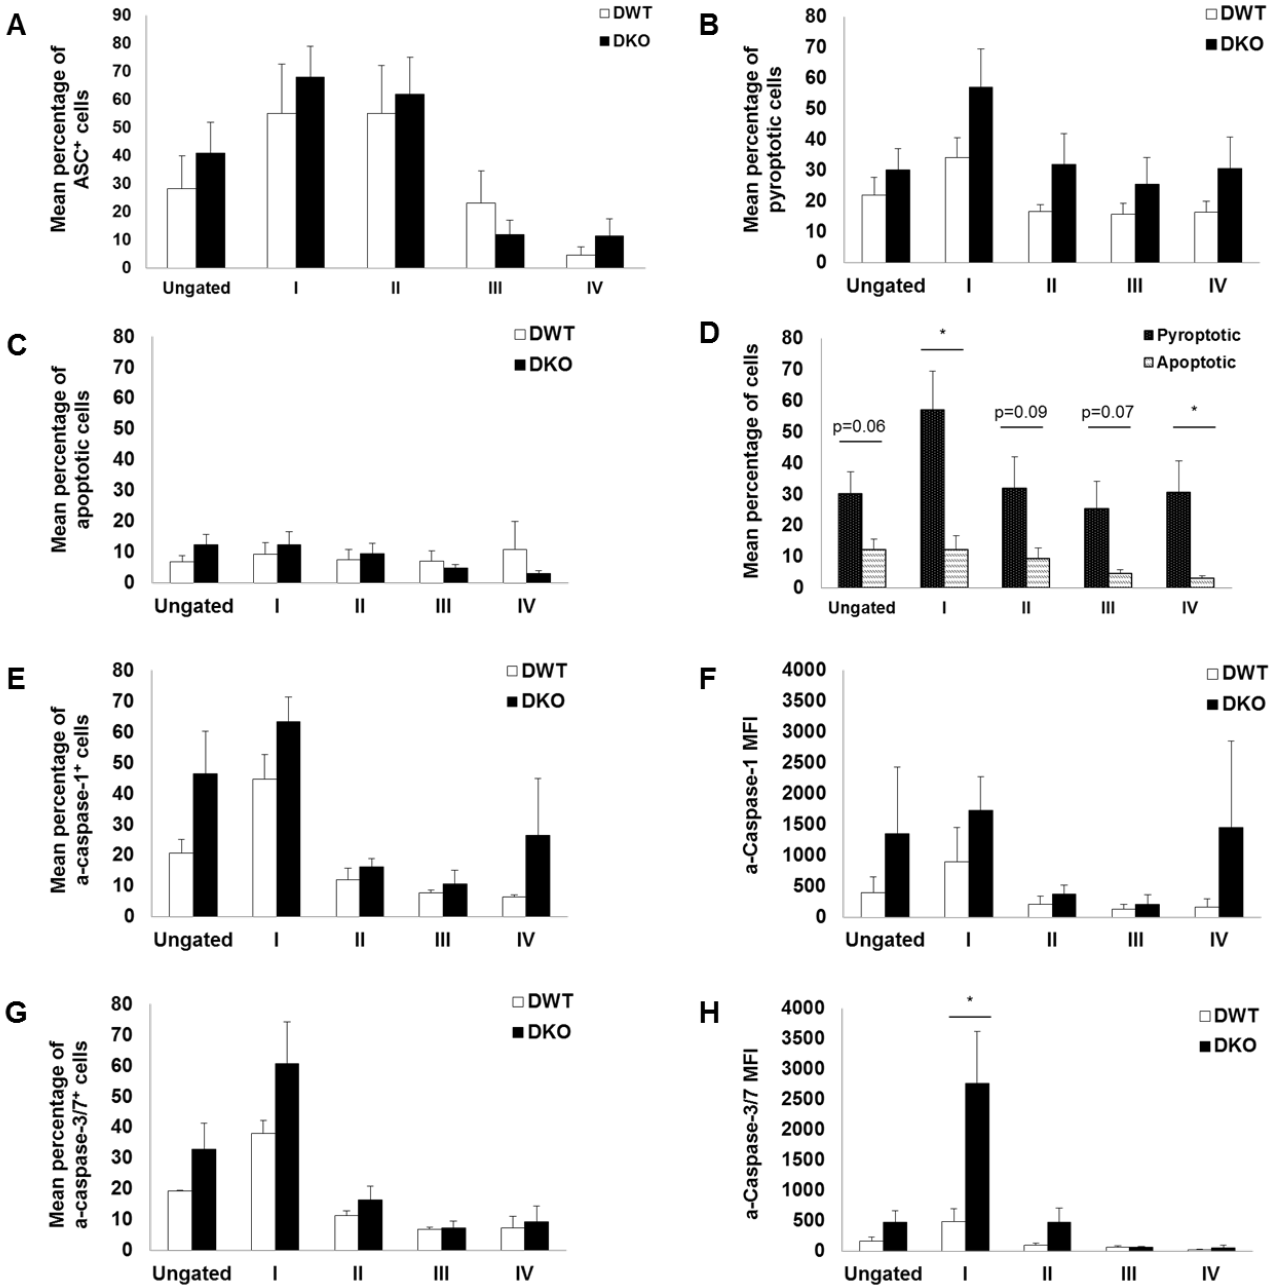 A
Mean percentage of
ASC⁺ cells
90
80
70
60
50
40
30
20
10
0
DWT
DKO
Ungated I II III IV
B
Mean percentage of
pyroptotic cells
80
70
60
50
40
30
20
10
0
DWT
DKO
Ungated I II III IV
C
Mean percentage of
apoptotic cells
80
70
60
50
40
30
20
10
0
DWT
DKO
Ungated I II III IV
D
Mean percentage of cells
80
70
60
50
40
30
20
10
0
Pyroptotic
Apoptotic
p=0.06 * p=0.09 p=0.07 *
Ungated I II III IV
E
Mean percentage of
a-caspase-1⁺ cells
80
70
60
50
40
30
20
10
0
DWT
DKO
Ungated I II III IV
F
a-Caspase-1 MFI
4000
3500
3000
2500
2000
1500
1000
500
0
DWT
DKO
Ungated I II III IV
G
Mean percentage of
a-caspase-3/7⁺ cells
80
70
60
50
40
30
20
10
0
DWT
DKO
Ungated I II III IV
H
a-Caspase-3/7 MFI
4000
3500
3000
2500
2000
1500
1000
500
0
*
DWT
DKO
Ungated I II III IV